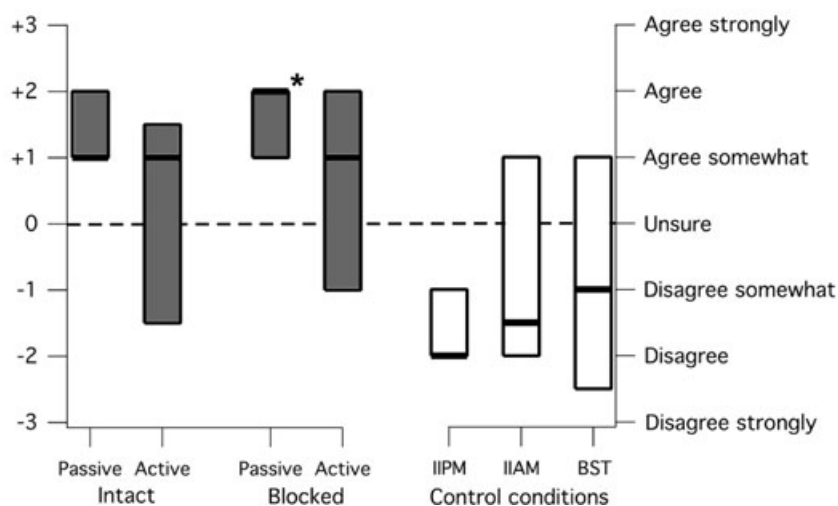 +3
+2
+1
0
-1
-2
-3
*
Agree strongly
Agree
Agree somewhat
Unsure
Disagree somewhat
Disagree
Disagree strongly
Passive Active Passive Active IIPM IIAM BST
Intact Blocked Control conditions